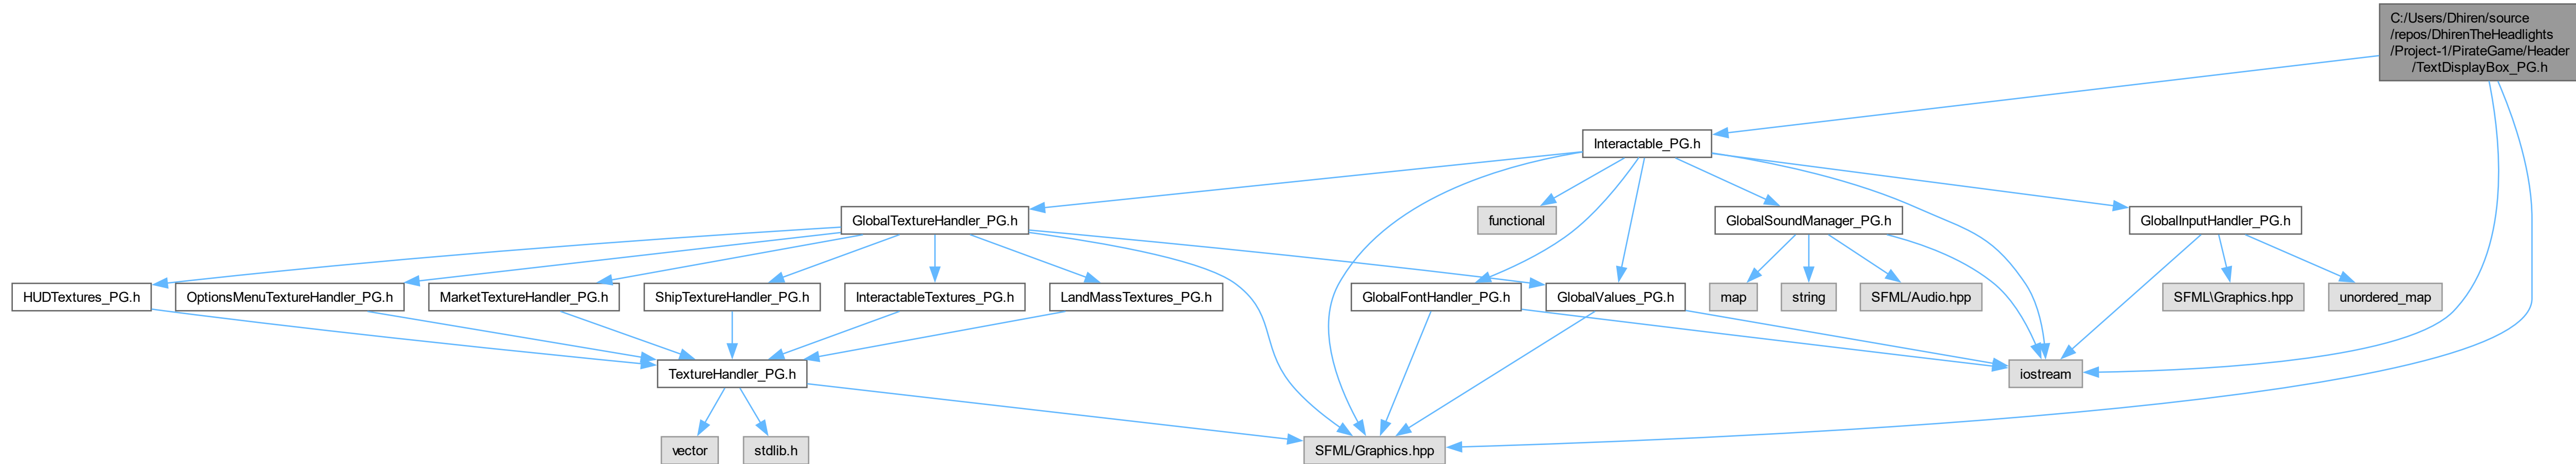 C:/Users/Dhiren/source
/repos/DhirenTheHeadlights
/Project-1/PirateGame/Header
/TextDisplayBox_PG.h
Interactable_PG.h
GlobalTextureHandler_PG.h
functional
GlobalSoundManager_PG.h
GlobalInputHandler_PG.h
HUDTextures_PG.h
OptionsMenuTextureHandler_PG.h
MarketTextureHandler_PG.h
ShipTextureHandler_PG.h
InteractableTextures_PG.h
LandMassTextures_PG.h
GlobalFontHandler_PG.h
GlobalValues_PG.h
map
string
SFML/Audio.hpp
SFML\Graphics.hpp
unordered_map
TextureHandler_PG.h
iostream
vector
stdlib.h
SFML/Graphics.hpp